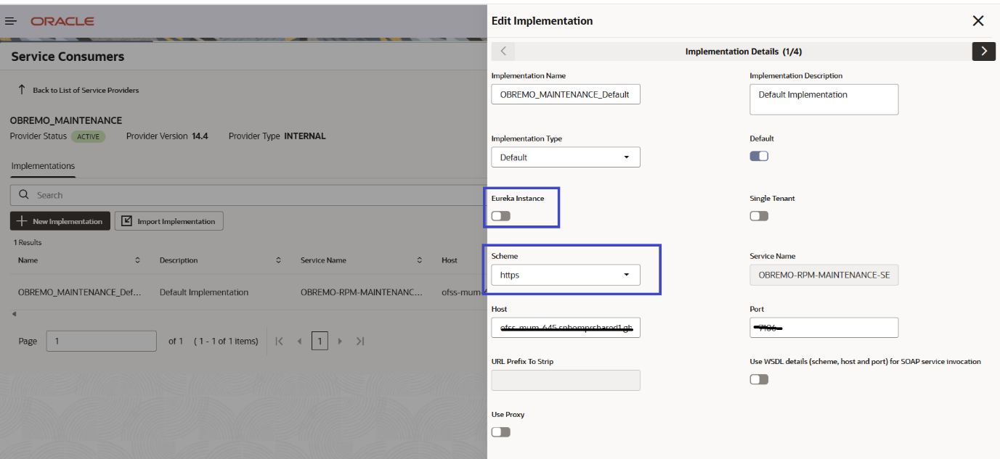 ORACLE
Service Consumers
Back to List of Service Providers
OBREMO_MAINTENANCE
Provider Status ACTIVE Provider Version 14.4 Provider Type INTERNAL
Implementations
Search
New Implementation Import Implementation
1 Results
Name Description Service Name Host
OBREMO_MAINTENANCE_Def... Default Implementation OBREMO-RPM-MAINTENANC... ofss-mum-6
Page 1 of 1 (1 - 1 of 1 items) 1
Edit Implementation
Implementation Details (1/4)
Implementation Name Implementation Description
OBREMO_MAINTENANCE_Default Default Implementation
Implementation Type Default
Default
Eureka Instance Single Tenant
Scheme Service Name
https OBREMO-RPM-MAINTENANCE-SE
Host Port
URL Prefix To Strip Use WSDL details (scheme, host and port) for SOAP service invocation
Use Proxy